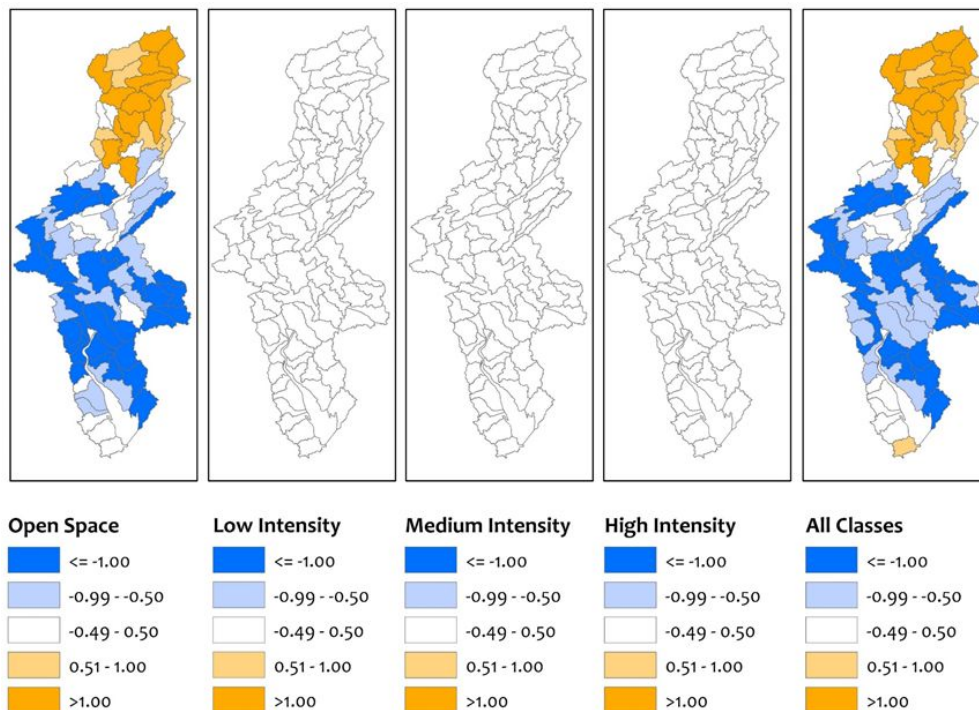 Open Space
<= -1.00
-0.99 - -0.50
-0.49 - 0.50
0.51 - 1.00
>1.00
Low Intensity
<= -1.00
-0.99 - -0.50
-0.49 - 0.50
0.51 - 1.00
>1.00
Medium Intensity
<= -1.00
-0.99 - -0.50
-0.49 - 0.50
0.51 - 1.00
>1.00
High Intensity
<= -1.00
-0.99 - -0.50
-0.49 - 0.50
0.51 - 1.00
>1.00
All Classes
<= -1.00
-0.99 - -0.50
-0.49 - 0.50
0.51 - 1.00
>1.00